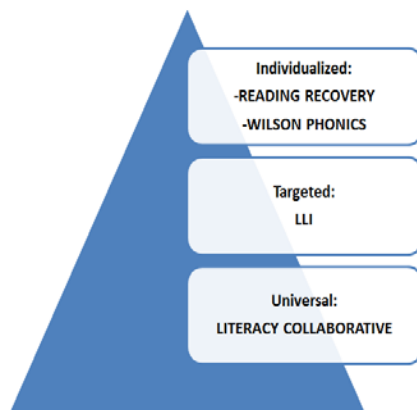 Individualized:
-READING RECOVERY
-WILSON PHONICS
Targeted:
LLI
Universal:
LITERACY COLLABORATIVE